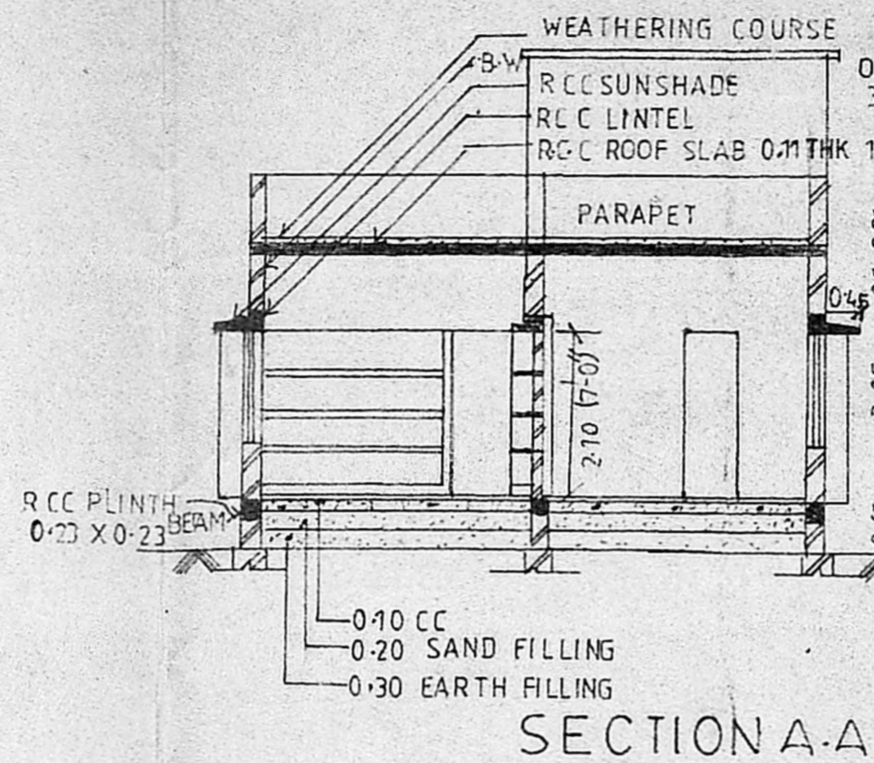 WEATHERING COURSE
B.W
RCC SUNSHADE
RCC LINTEL
R.C.C ROOF SLAB 0.11 THK
PARAPET
0.45
2.10 (7-0")
RCC PLINTH
BEAM
0.23 X 0.23
0.10 CC
0.20 SAND FILLING
0.30 EARTH FILLING
SECTION A-A